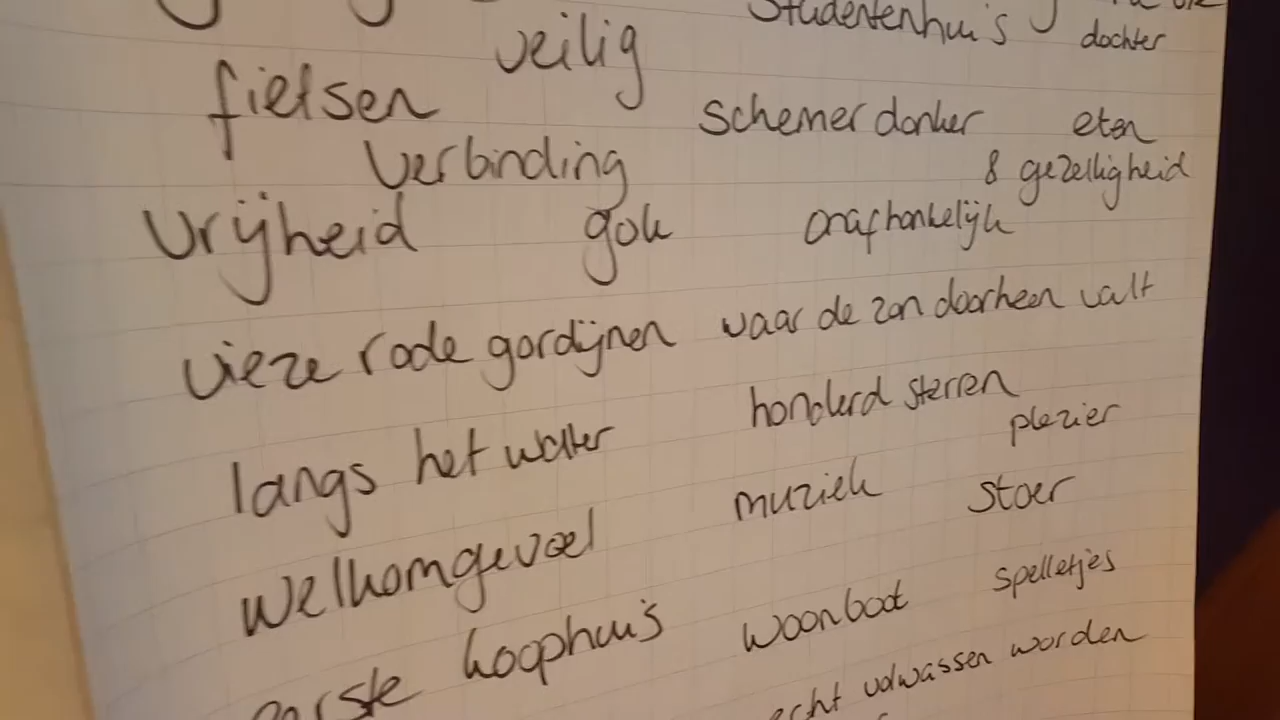 Studentenhuis
dochter
veilig
fietsen
schemerdonker eten
verbinding
& gezelligheid
vrijheid gok onafhankelijk
vieze rode gordijnen waar de zon doorheen valt
langs het water honderd sterren
plezier
welkomgevoel muziek stoer
eerste koophuis woonboot spelletjes
echt volwassen worden